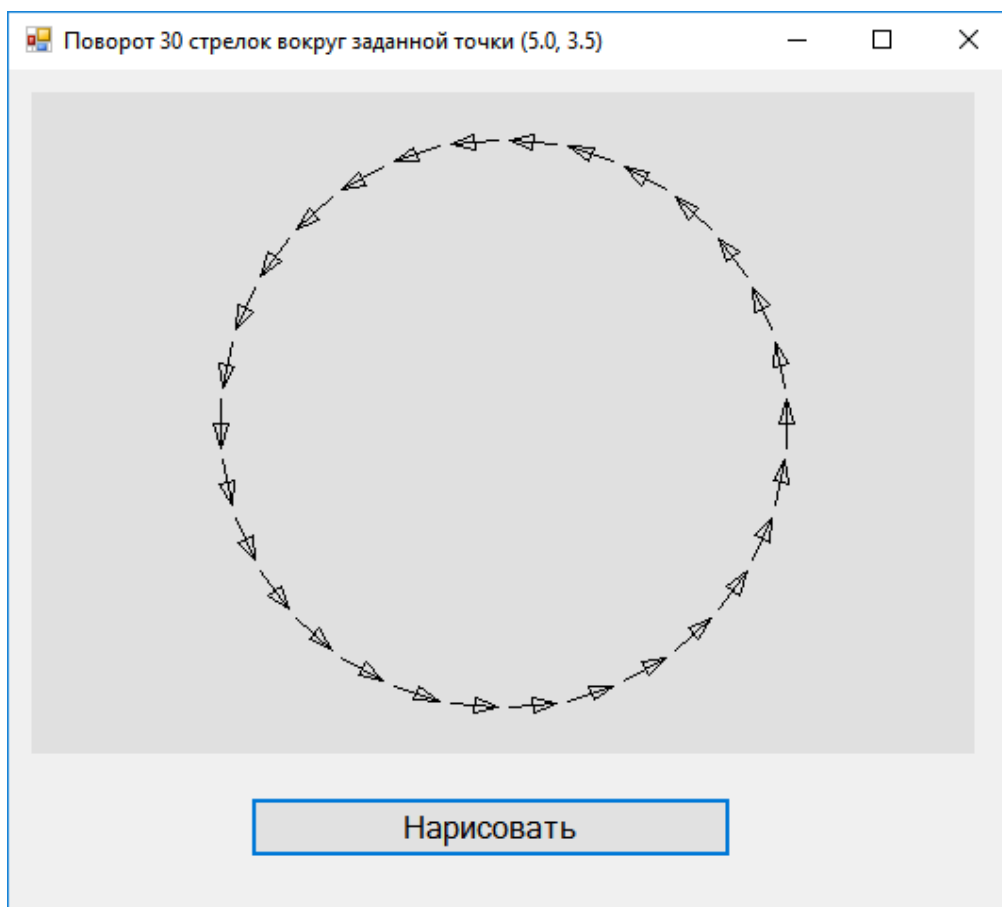 Поворот 30 стрелок вокруг заданной точки (5.0, 3.5)
Нарисовать